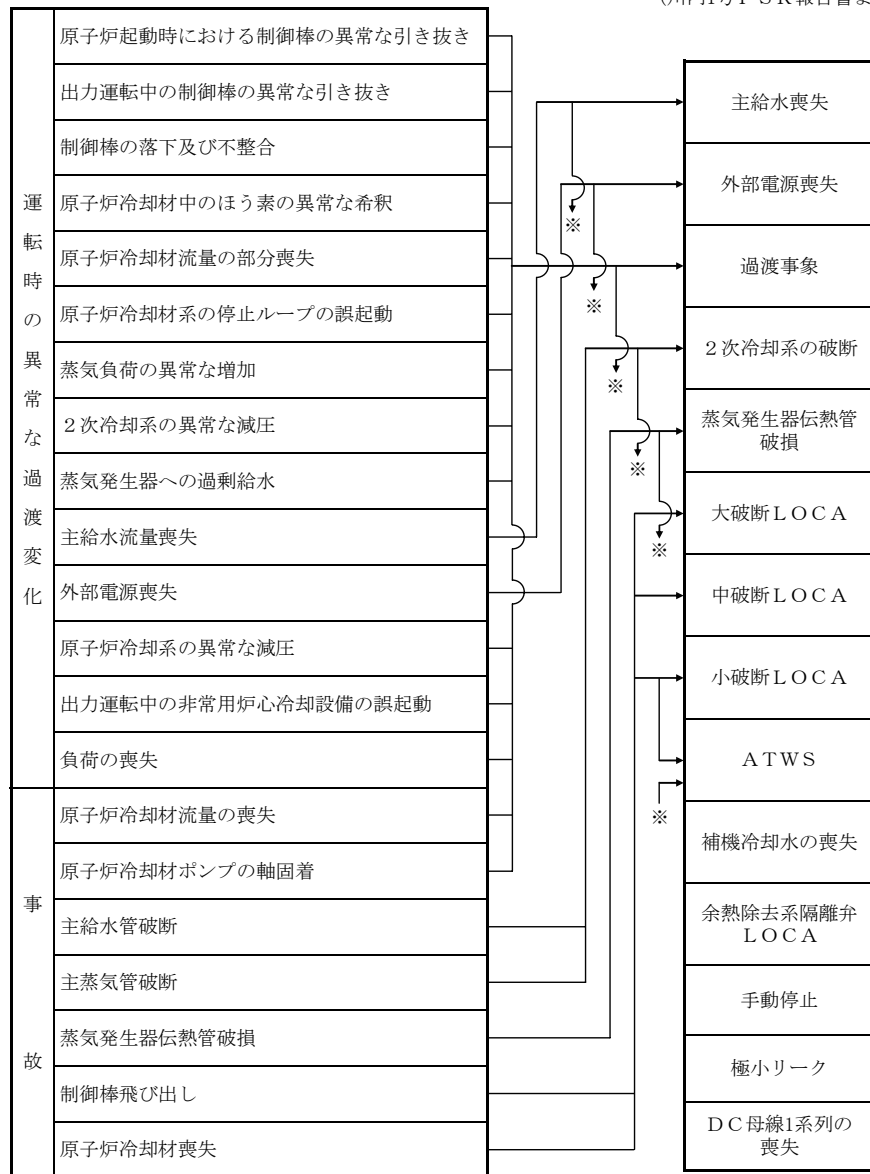 （川内1号PSR報告書よ
原子炉起動時における制御棒の異常な引き抜き
出力運転中の制御棒の異常な引き抜き
制御棒の落下及び不整合
原子炉冷却材中のほう素の異常な希釈
原子炉冷却材流量の部分喪失
原子炉冷却材系の停止ループの誤起動
蒸気負荷の異常な増加
２次冷却系の異常な減圧
蒸気発生器への過剰給水
主給水流量喪失
外部電源喪失
原子炉冷却系の異常な減圧
出力運転中の非常用炉心冷却設備の誤起動
負荷の喪失
運転時の異常な過渡変化
原子炉冷却材流量の喪失
原子炉冷却材ポンプの軸固着
主給水管破断
主蒸気管破断
蒸気発生器伝熱管破損
制御棒飛び出し
原子炉冷却材喪失
事故
※
※
※
※
※
※
主給水喪失
外部電源喪失
過渡事象
２次冷却系の破断
蒸気発生器伝熱管
破損
大破断ＬＯＣＡ
中破断ＬＯＣＡ
小破断ＬＯＣＡ
ＡＴＷＳ
補機冷却水の喪失
余熱除去系隔離弁
ＬＯＣＡ
手動停止
極小リーク
ＤＣ母線1系列の
喪失